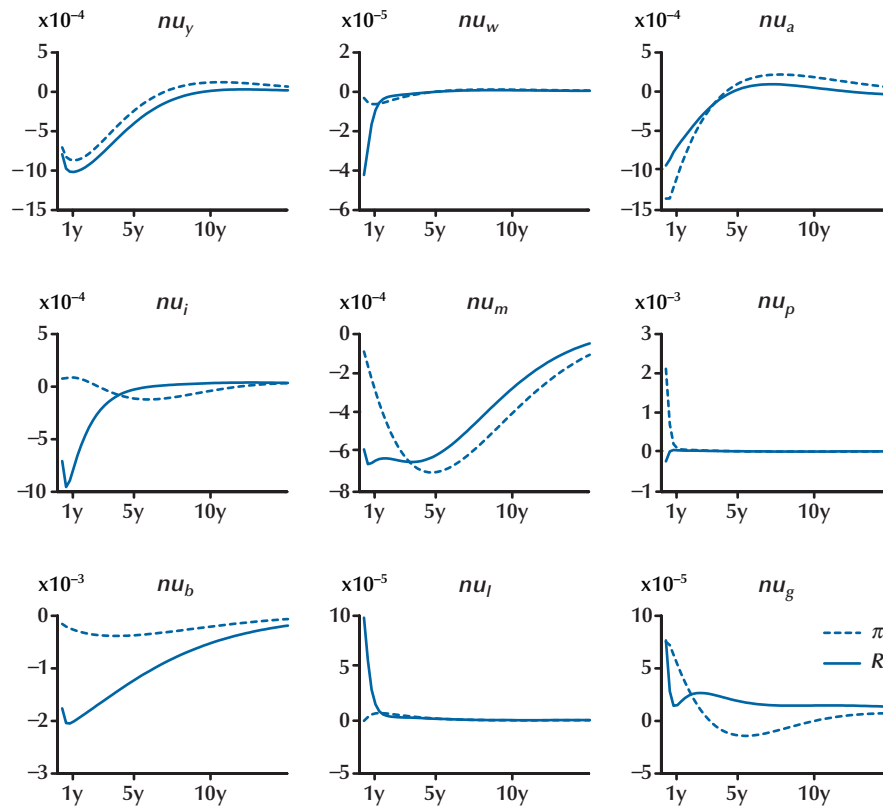 x10⁻⁴ nu_y
5
0
−5
−10
−15
1y 5y 10y
x10⁻⁵ nu_w
2
0
−2
−4
−6
1y 5y 10y
x10⁻⁴ nu_a
5
0
−5
−10
−15
1y 5y 10y
x10⁻⁴ nu_i
5
0
−5
−10
1y 5y 10y
x10⁻⁴ nu_m
0
−2
−4
−6
−8
1y 5y 10y
x10⁻³ nu_p
3
2
1
0
−1
1y 5y 10y
x10⁻³ nu_b
0
−1
−2
−3
1y 5y 10y
x10⁻⁵ nu_l
10
5
0
−5
1y 5y 10y
x10⁻⁵ nu_g
10
5
0
−5
1y 5y 10y
π
R